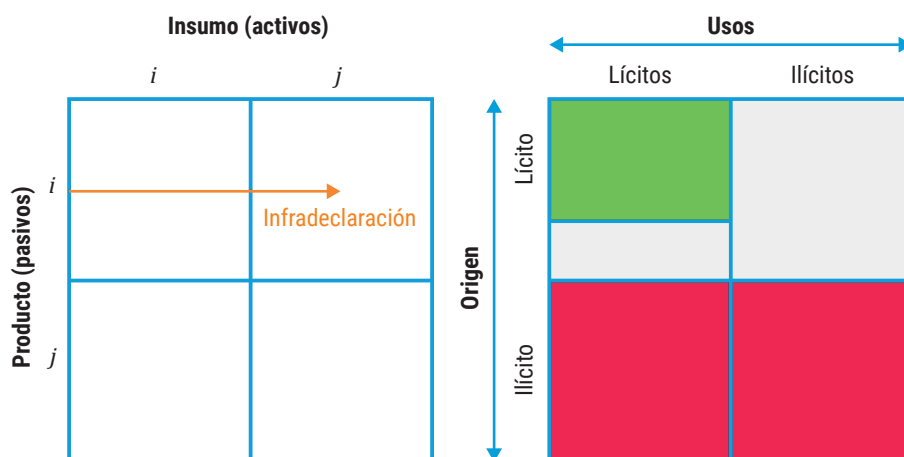 Insumo (activos)
i j
Producto (pasivos)
i
Infradeclaración
j
Usos
Lícitos Ilícitos
Origen
Lícito
Ilícito